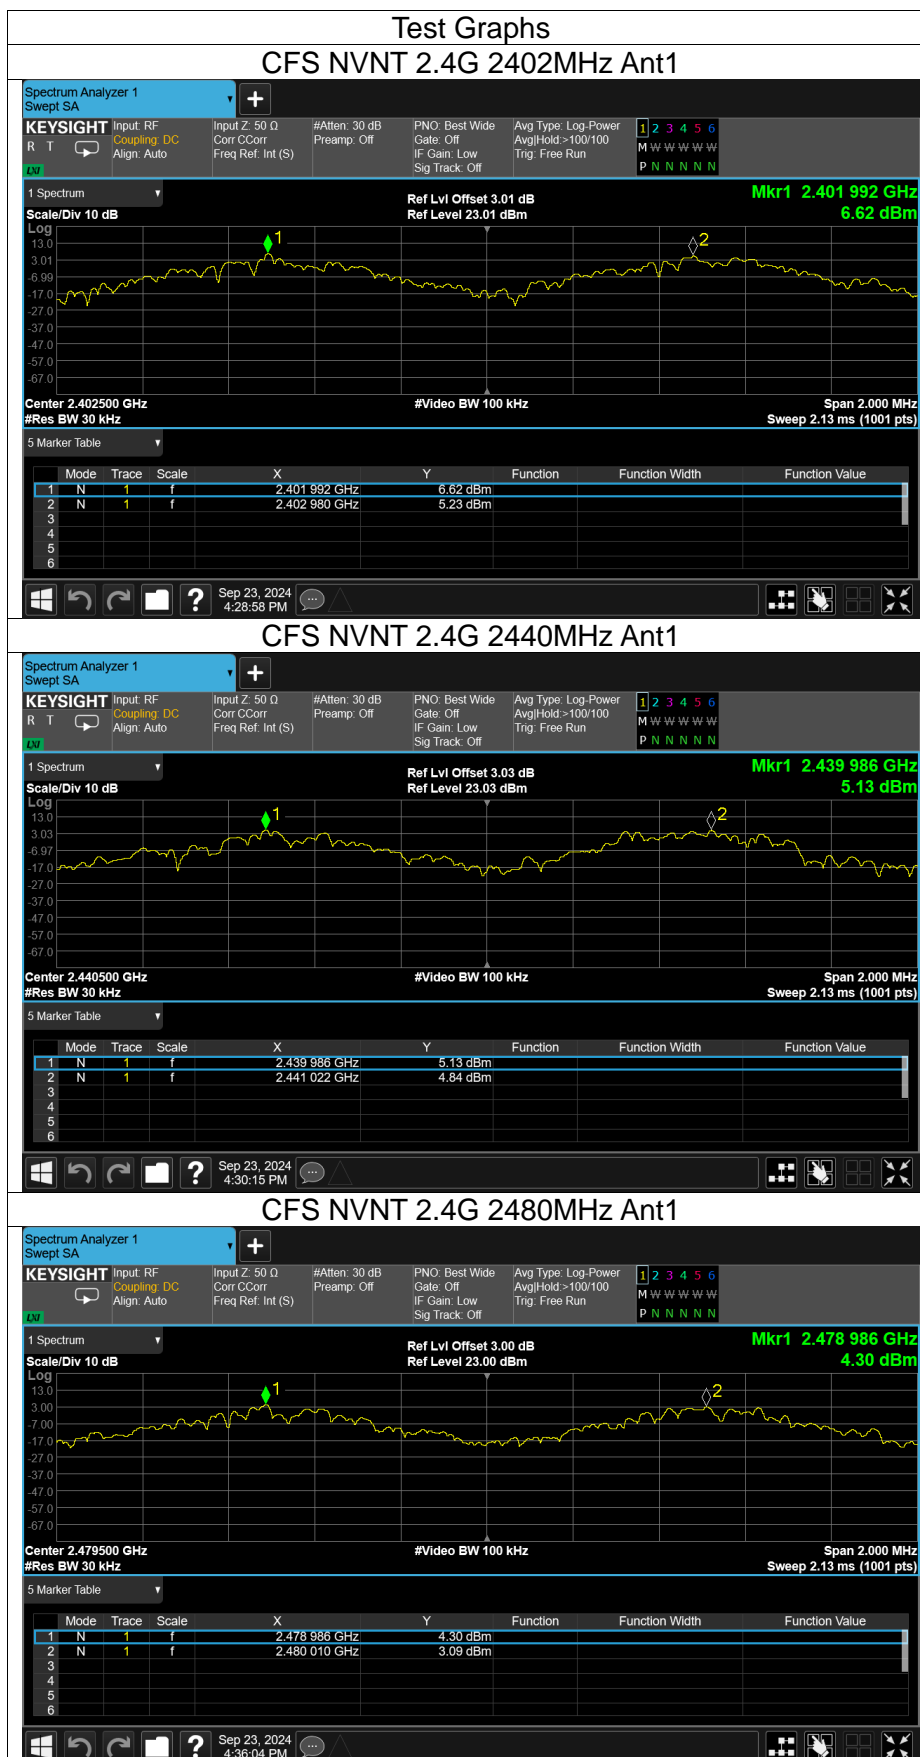 Test Graphs
CFS NVNT 2.4G 2402MHz Ant1
Spectrum Analyzer 1
Swept SA
+
KEYSIGHT Input: RF Input Z: 50 Ω #Atten: 30 dB PNO: Best Wide Avg Type: Log-Power 1 2 3 4 5 6
R T Coupling: DC Corr CCorr Preamp: Off Gate: Off Avg|Hold:>100/100 M W W W W W
Align: Auto Freq Ref: Int (S) IF Gain: Low Trig: Free Run
LXI Sig Track: Off P N N N N N
1 Spectrum Ref Lvl Offset 3.01 dB Mkr1 2.401 992 GHz
Scale/Div 10 dB Ref Level 23.01 dBm 6.62 dBm
Log
1 2
13.0
3.01
-6.99
-17.0
-27.0
-37.0
-47.0
-57.0
-67.0
Center 2.402500 GHz #Video BW 100 kHz Span 2.000 MHz
#Res BW 30 kHz Sweep 2.13 ms (1001 pts)
5 Marker Table
Mode Trace Scale X Y Function Function Width Function Value
1 N 1 f 2.401 992 GHz 6.62 dBm
2 N 1 f 2.402 980 GHz 5.23 dBm
3
4
5
6
? Sep 23, 2024
4:28:58 PM
CFS NVNT 2.4G 2440MHz Ant1
Spectrum Analyzer 1
Swept SA
+
KEYSIGHT Input: RF Input Z: 50 Ω #Atten: 30 dB PNO: Best Wide Avg Type: Log-Power 1 2 3 4 5 6
R T Coupling: DC Corr CCorr Preamp: Off Gate: Off Avg|Hold:>100/100 M W W W W W
Align: Auto Freq Ref: Int (S) IF Gain: Low Trig: Free Run
LXI Sig Track: Off P N N N N N
1 Spectrum Ref Lvl Offset 3.03 dB Mkr1 2.439 986 GHz
Scale/Div 10 dB Ref Level 23.03 dBm 5.13 dBm
Log
1 2
13.0
3.03
-6.97
-17.0
-27.0
-37.0
-47.0
-57.0
-67.0
Center 2.440500 GHz #Video BW 100 kHz Span 2.000 MHz
#Res BW 30 kHz Sweep 2.13 ms (1001 pts)
5 Marker Table
Mode Trace Scale X Y Function Function Width Function Value
1 N 1 f 2.439 986 GHz 5.13 dBm
2 N 1 f 2.441 022 GHz 4.84 dBm
3
4
5
6
? Sep 23, 2024
4:30:15 PM
CFS NVNT 2.4G 2480MHz Ant1
Spectrum Analyzer 1
Swept SA
+
KEYSIGHT Input: RF Input Z: 50 Ω #Atten: 30 dB PNO: Best Wide Avg Type: Log-Power 1 2 3 4 5 6
Coupling: DC Corr CCorr Preamp: Off Gate: Off Avg|Hold:>100/100 M W W W W W
Align: Auto Freq Ref: Int (S) IF Gain: Low Trig: Free Run
LXI Sig Track: Off P N N N N N
1 Spectrum Ref Lvl Offset 3.00 dB Mkr1 2.478 986 GHz
Scale/Div 10 dB Ref Level 23.00 dBm 4.30 dBm
Log
1 2
13.0
3.00
-7.00
-17.0
-27.0
-37.0
-47.0
-57.0
-67.0
Center 2.479500 GHz #Video BW 100 kHz Span 2.000 MHz
#Res BW 30 kHz Sweep 2.13 ms (1001 pts)
5 Marker Table
Mode Trace Scale X Y Function Function Width Function Value
1 N 1 f 2.478 986 GHz 4.30 dBm
2 N 1 f 2.480 010 GHz 3.09 dBm
3
4
5
6
? Sep 23, 2024
4:36:04 PM